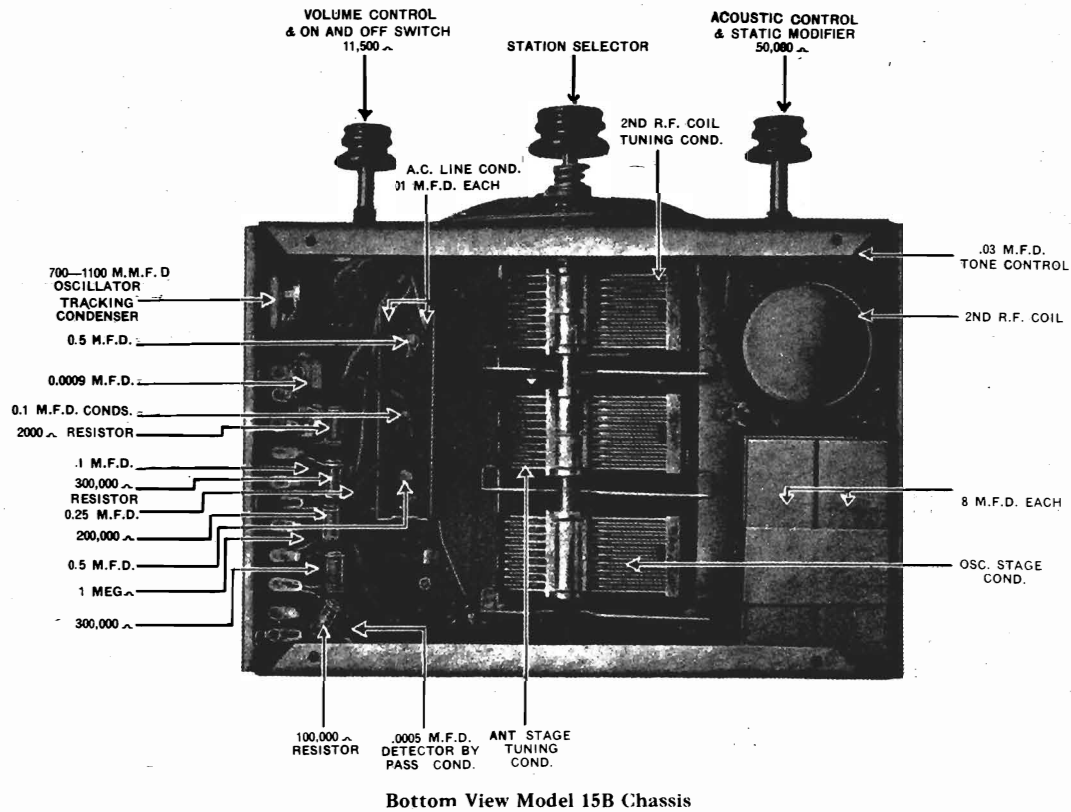 VOLUME CONTROL
& ON AND OFF SWITCH
11,500 ⌢
STATION SELECTOR
ACOUSTIC CONTROL
& STATIC MODIFIER
50,000 ⌢
2ND R.F. COIL
TUNING COND.
A.C. LINE COND.
01 M.F.D. EACH
700—1100 M.M.F.D
OSCILLATOR
TRACKING
CONDENSER
0.5 M.F.D.
0.0009 M.F.D.
0.1 M.F.D. CONDS.
2000 ⌢ RESISTOR
.1 M.F.D.
300,000 ⌢
RESISTOR
0.25 M.F.D.
200,000 ⌢
0.5 M.F.D.
1 MEG ⌢
300,000 ⌢
.03 M.F.D.
TONE CONTROL
2ND R.F. COIL
8 M.F.D. EACH
OSC. STAGE
COND.
100,000 ⌢
RESISTOR
.0005 M.F.D.
DETECTOR BY
PASS COND.
ANT STAGE
TUNING
COND.
Bottom View Model 15B Chassis